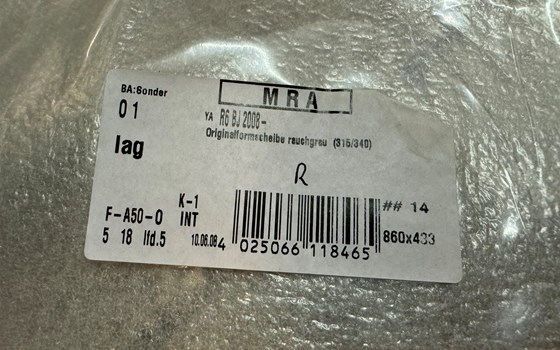 BA:Sonder
01
lag
MRA
YA R6 BJ 2008-
Originalformscheibe rauchgrau (315/340)
R
F-A50-0
K-1
INT
5 18 lfd.5
10.06.08
4 025066 118465
## 14
860x433